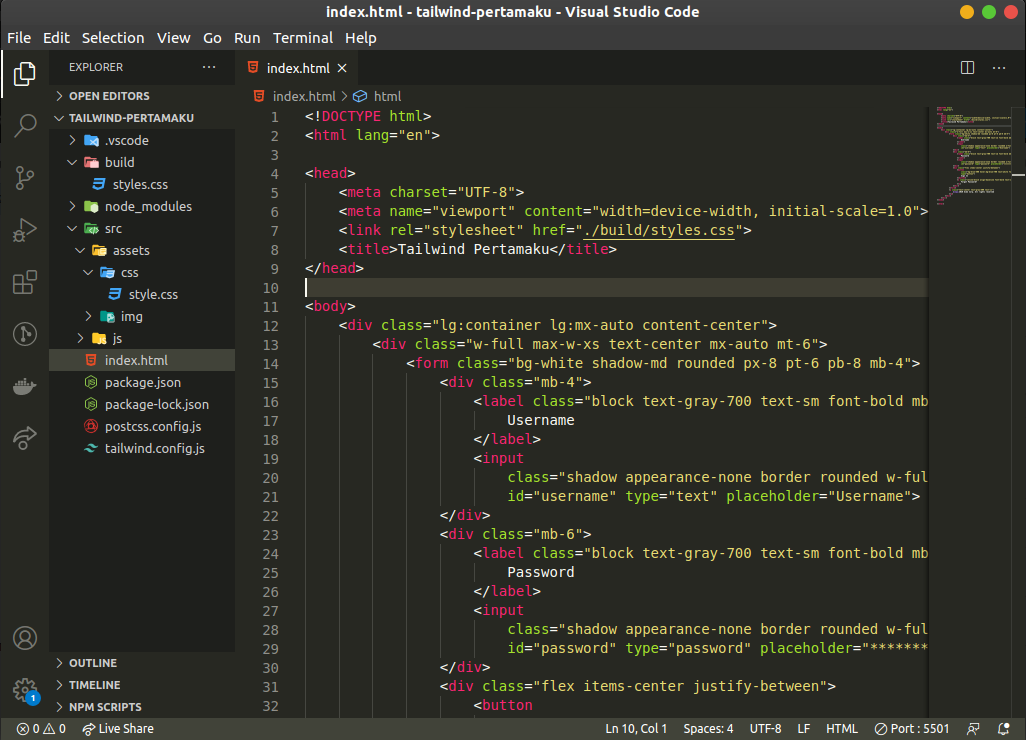 index.html - tailwind-pertamaku - Visual Studio Code
File Edit Selection View Go Run Terminal Help
EXPLORER ···
OPEN EDITORS
TAILWIND-PERTAMAKU
.vscode
build
styles.css
node_modules
src
assets
css
style.css
img
js
index.html
package.json
package-lock.json
postcss.config.js
tailwind.config.js
OUTLINE
TIMELINE
NPM SCRIPTS
1
index.html ×
···
index.html > html
1 <!DOCTYPE html>
2 <html lang="en">
3
4 <head>
5 <meta charset="UTF-8">
6 <meta name="viewport" content="width=device-width, initial-scale=1.0">
7 <link rel="stylesheet" href="./build/styles.css">
8 <title>Tailwind Pertamaku</title>
9 </head>
10
11 <body>
12 <div class="lg:container lg:mx-auto content-center">
13 <div class="w-full max-w-xs text-center mx-auto mt-6">
14 <form class="bg-white shadow-md rounded px-8 pt-6 pb-8 mb-4">
15 <div class="mb-4">
16 <label class="block text-gray-700 text-sm font-bold mb
17 Username
18 </label>
19 <input
20 class="shadow appearance-none border rounded w-ful
21 id="username" type="text" placeholder="Username">
22 </div>
23 <div class="mb-6">
24 <label class="block text-gray-700 text-sm font-bold mb
25 Password
26 </label>
27 <input
28 class="shadow appearance-none border rounded w-ful
29 id="password" type="password" placeholder="*******
30 </div>
31 <div class="flex items-center justify-between">
32 <button
0 0 Live Share Ln 10, Col 1 Spaces: 4 UTF-8 LF HTML Port : 5501